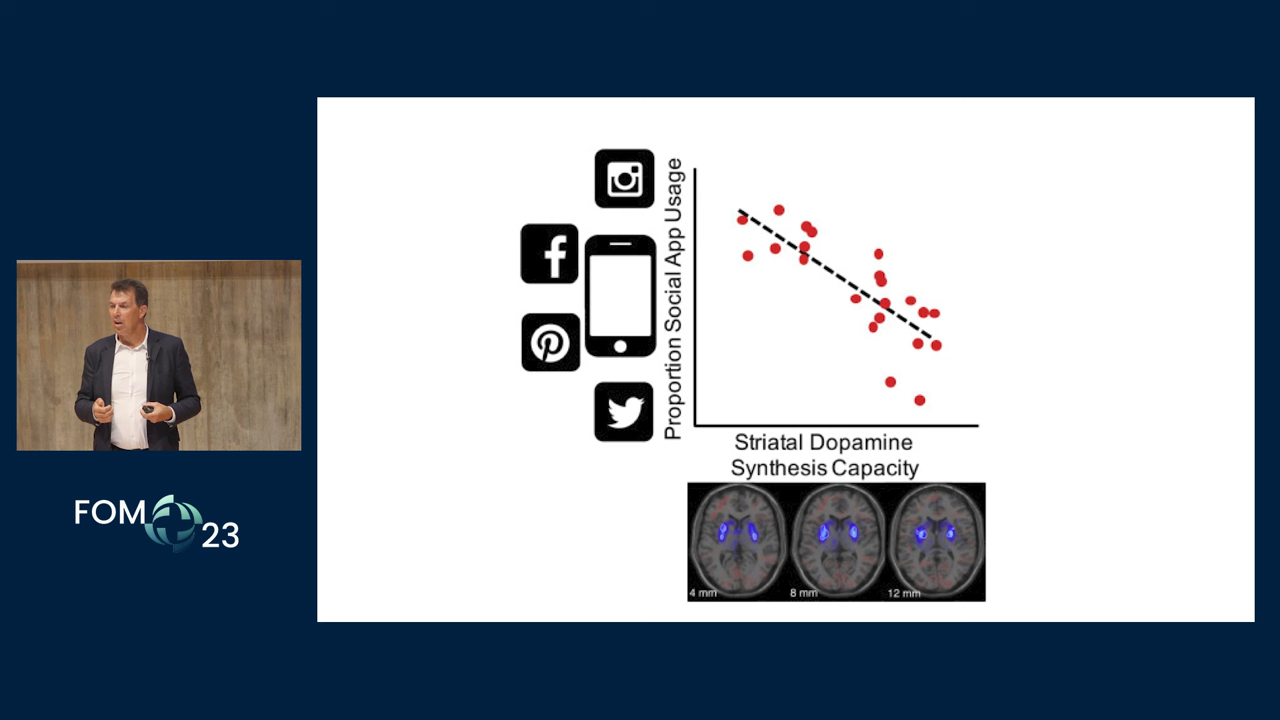 FOM
23
Proportion Social App Usage
Striatal Dopamine
Synthesis Capacity
4 mm
8 mm
12 mm